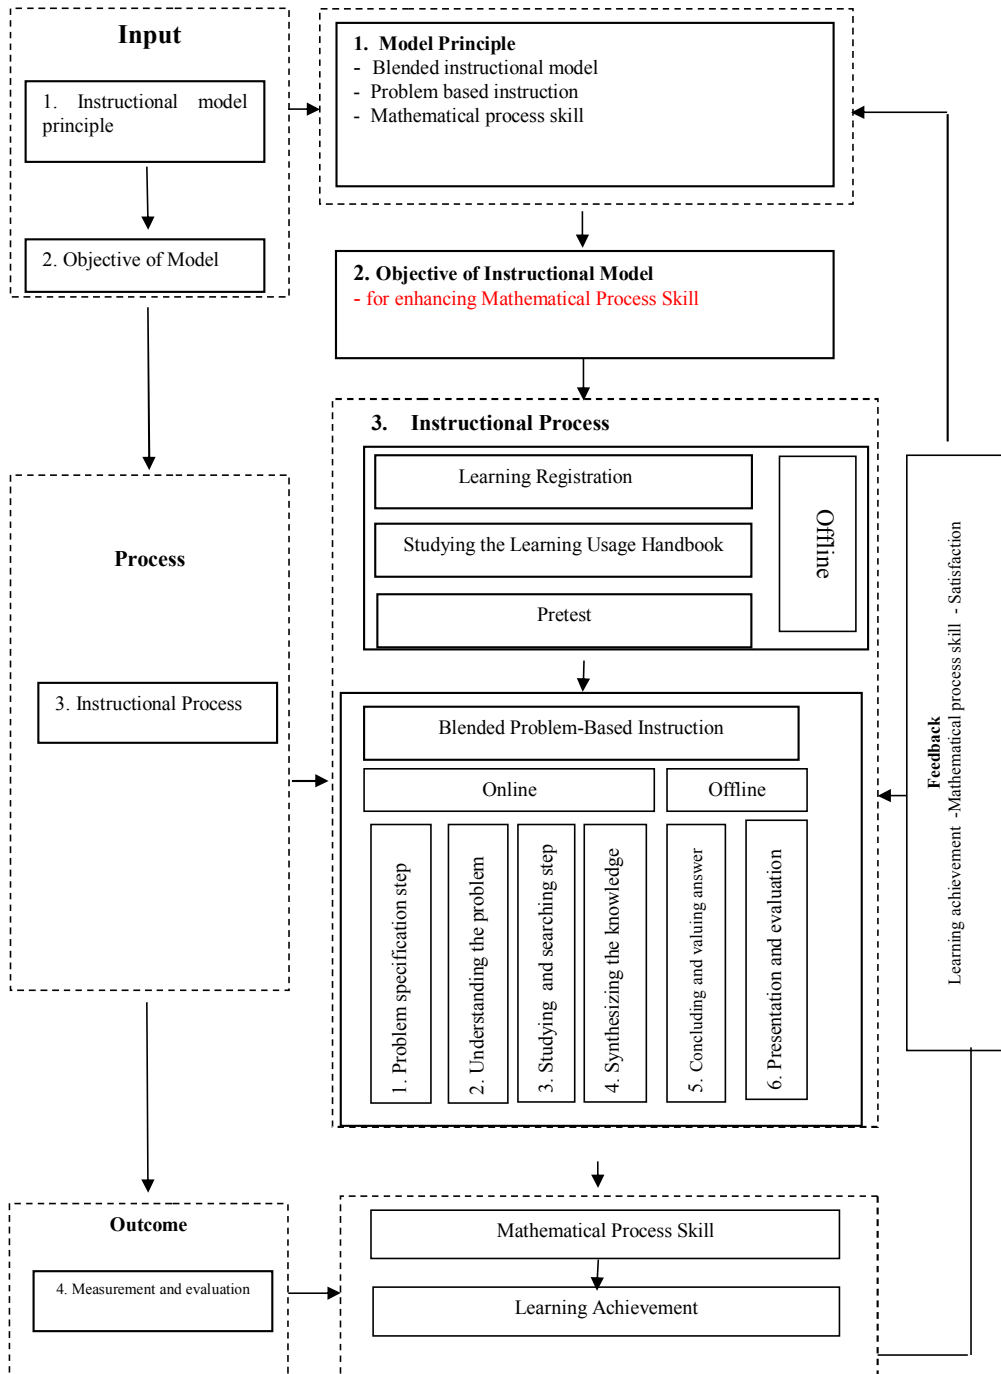 Input
1. Instructional model
principle
2. Objective of Model
1. Model Principle
- Blended instructional model
- Problem based instruction
- Mathematical process skill
2. Objective of Instructional Model
- for enhancing Mathematical Process Skill
Process
3. Instructional Process
3. Instructional Process
Learning Registration
Studying the Learning Usage Handbook
Pretest
Offline
Blended Problem-Based Instruction
Online
Offline
1. Problem specification step
2. Understanding the problem
3. Studying and searching step
4. Synthesizing the knowledge
5. Concluding and valuing answer
6. Presentation and evaluation
Feedback
Learning achievement -Mathematical process skill - Satisfaction
Outcome
4. Measurement and evaluation
Mathematical Process Skill
Learning Achievement